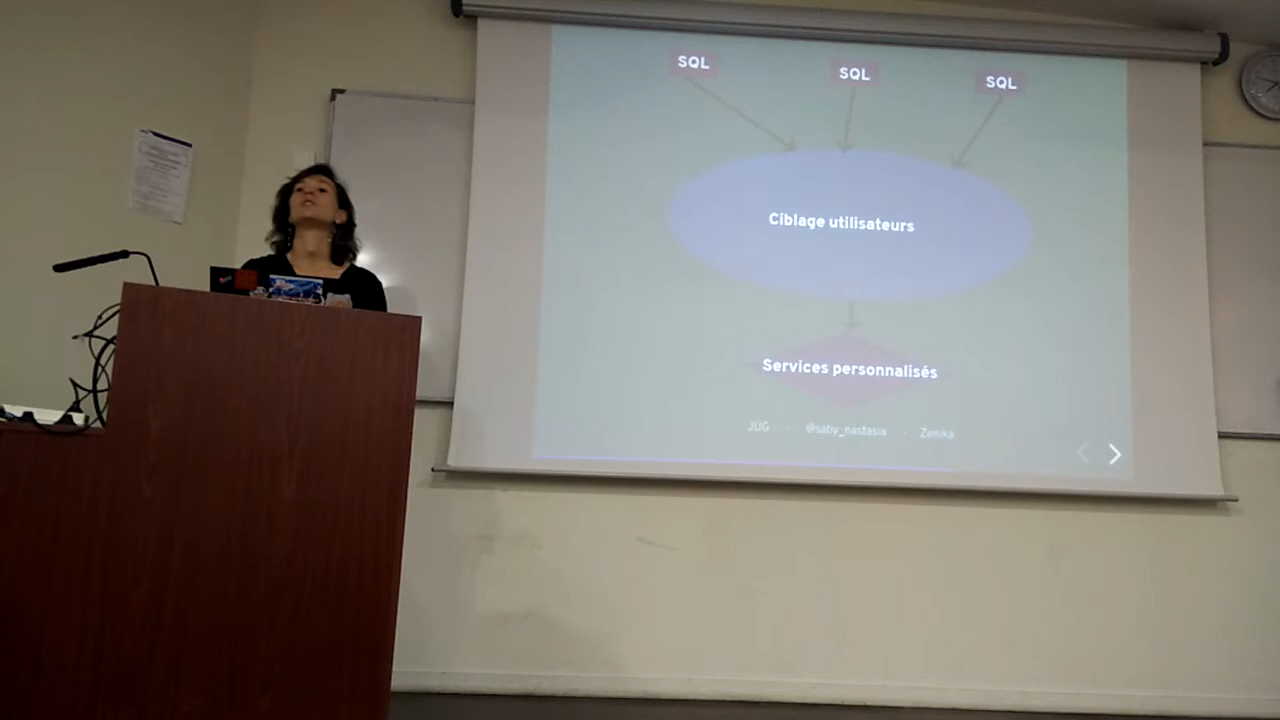 SQL
SQL
SQL
Ciblage utilisateurs
Services personnalisés
JUG - @saby_nastasia - Zenika